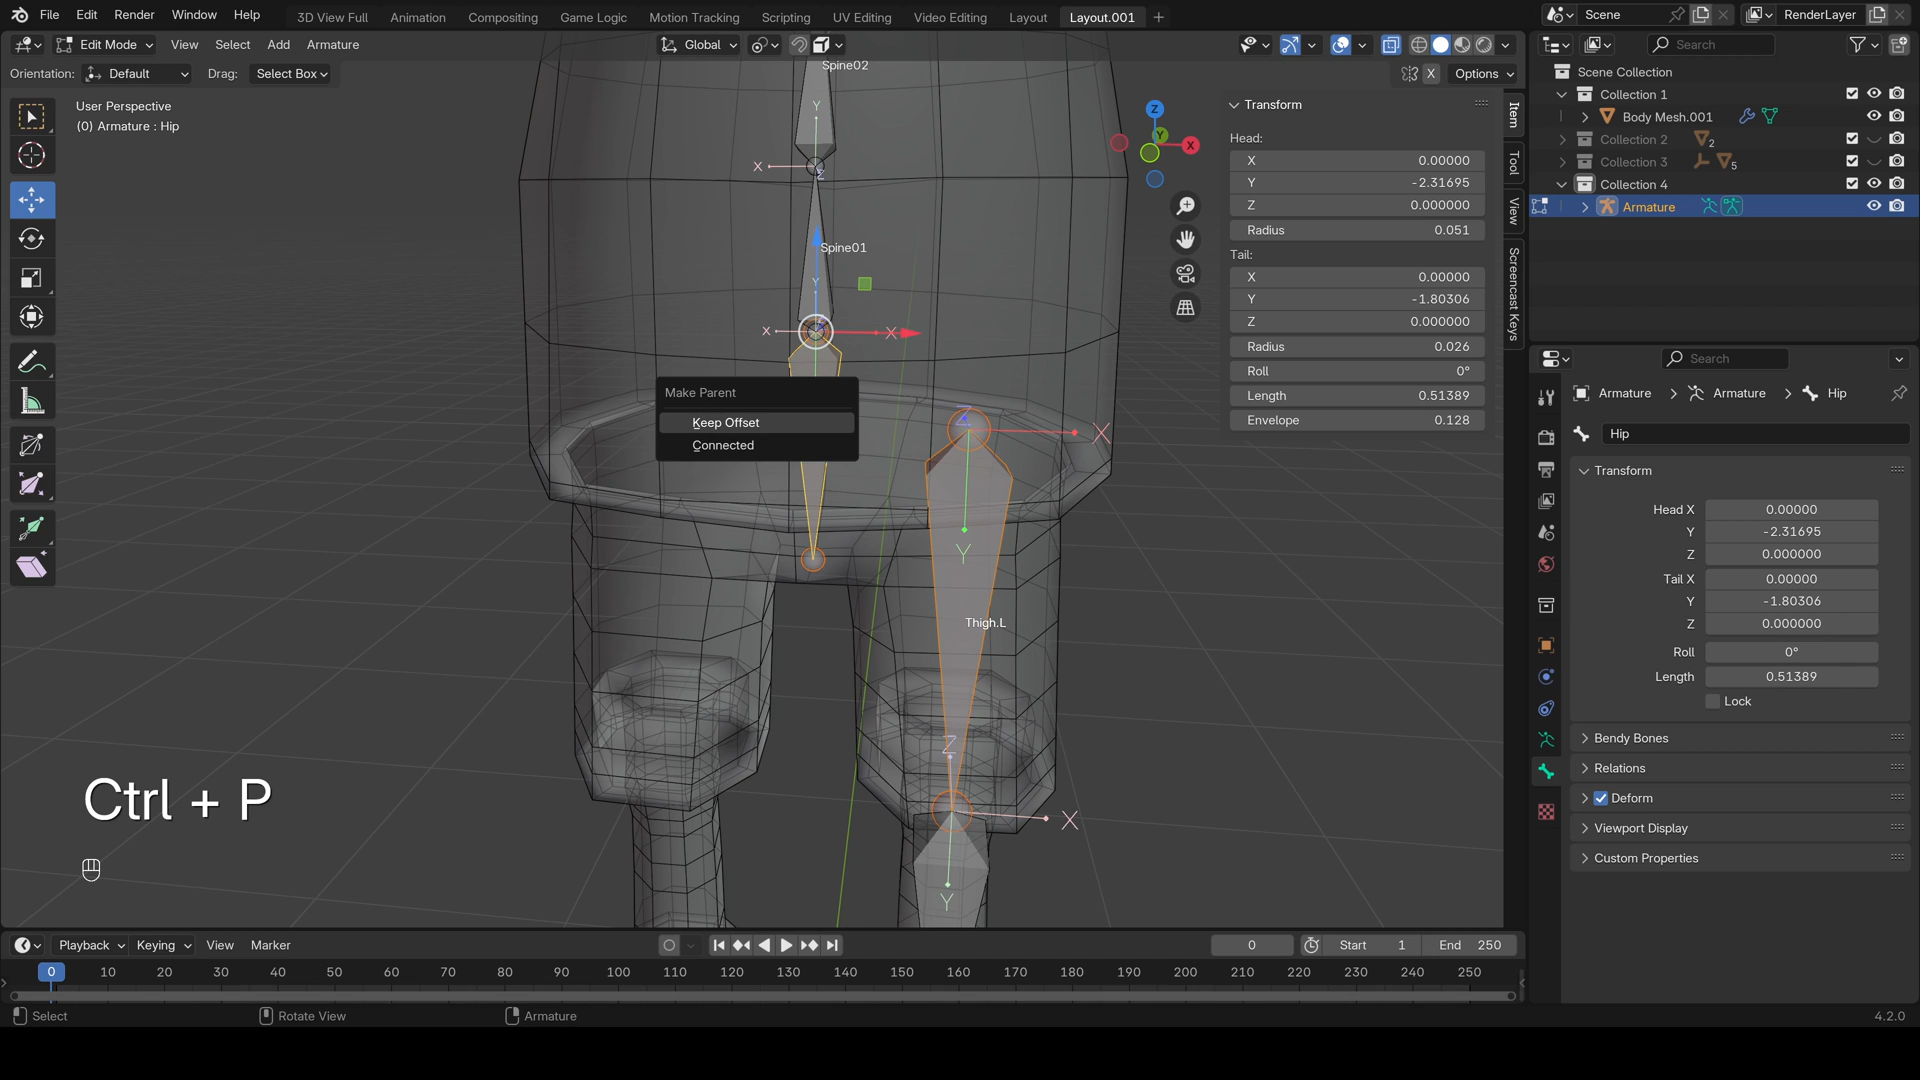 File Edit Render Window Help 3D View Full Animation Compositing Game Logic Motion Tracking Scripting UV Editing Video Editing Layout Layout.001 Scene RenderLayer
Edit Mode View Select Add Armature Global Search
Orientation: Default Drag: Select Box X Options
User Perspective
(0) Armature : Hip
Spine02
Y
X
Z
Spine01
Y
X
X
Make Parent
Keep Offset
Connected
Z
X
Y
Thigh.L
Z
X
Y
Ctrl + P
Z
Y
X
Transform
Head:
X 0.00000
Y -2.31695
Z 0.000000
Radius 0.051
Tail:
X 0.00000
Y -1.80306
Z 0.000000
Radius 0.026
Roll 0°
Length 0.51389
Envelope 0.128
Item
Tool
View
Screencast Keys
Scene Collection
Collection 1
Body Mesh.001
Collection 2 2
Collection 3 5
Collection 4
Armature
Search
Armature Armature Hip
Hip
Transform
Head X 0.00000
Y -2.31695
Z 0.000000
Tail X 0.00000
Y -1.80306
Z 0.000000
Roll 0°
Length 0.51389
Lock
Bendy Bones
Relations
Deform
Viewport Display
Custom Properties
Playback Keying View Marker 0 Start 1 End 250
0 10 20 30 40 50 60 70 80 90 100 110 120 130 140 150 160 170 180 190 200 210 220 230 240 250
Select Rotate View Armature 4.2.0